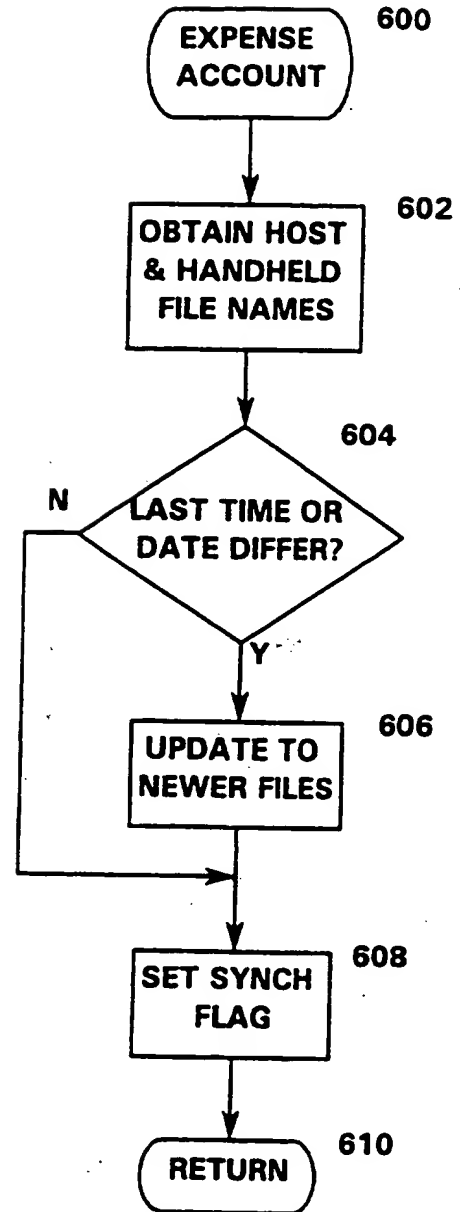 600
EXPENSE
ACCOUNT
602
OBTAIN HOST
& HANDHELD
FILE NAMES
604
N
LAST TIME OR
DATE DIFFER?
Y
606
UPDATE TO
NEWER FILES
608
SET SYNCH
FLAG
610
RETURN